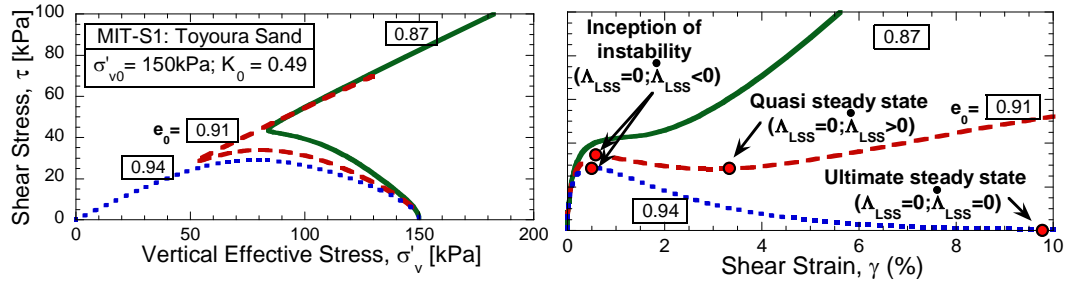 MIT-S1: Toyoura Sand
σ'v0= 150kPa; K0 = 0.49
0.87
e0= 0.91
0.94
100
80
60
40
20
0
0 50 100 150 200
Shear Stress, τ [kPa]
Vertical Effective Stress, σ'v [kPa]
Inception of
instability
(ΛLSS=0;Λ̇LSS<0)
0.87
Quasi steady state
(ΛLSS=0;Λ̇LSS>0)
e0= 0.91
Ultimate steady state
(ΛLSS=0;Λ̇LSS=0)
0.94
0 2 4 6 8 10
Shear Strain, γ (%)